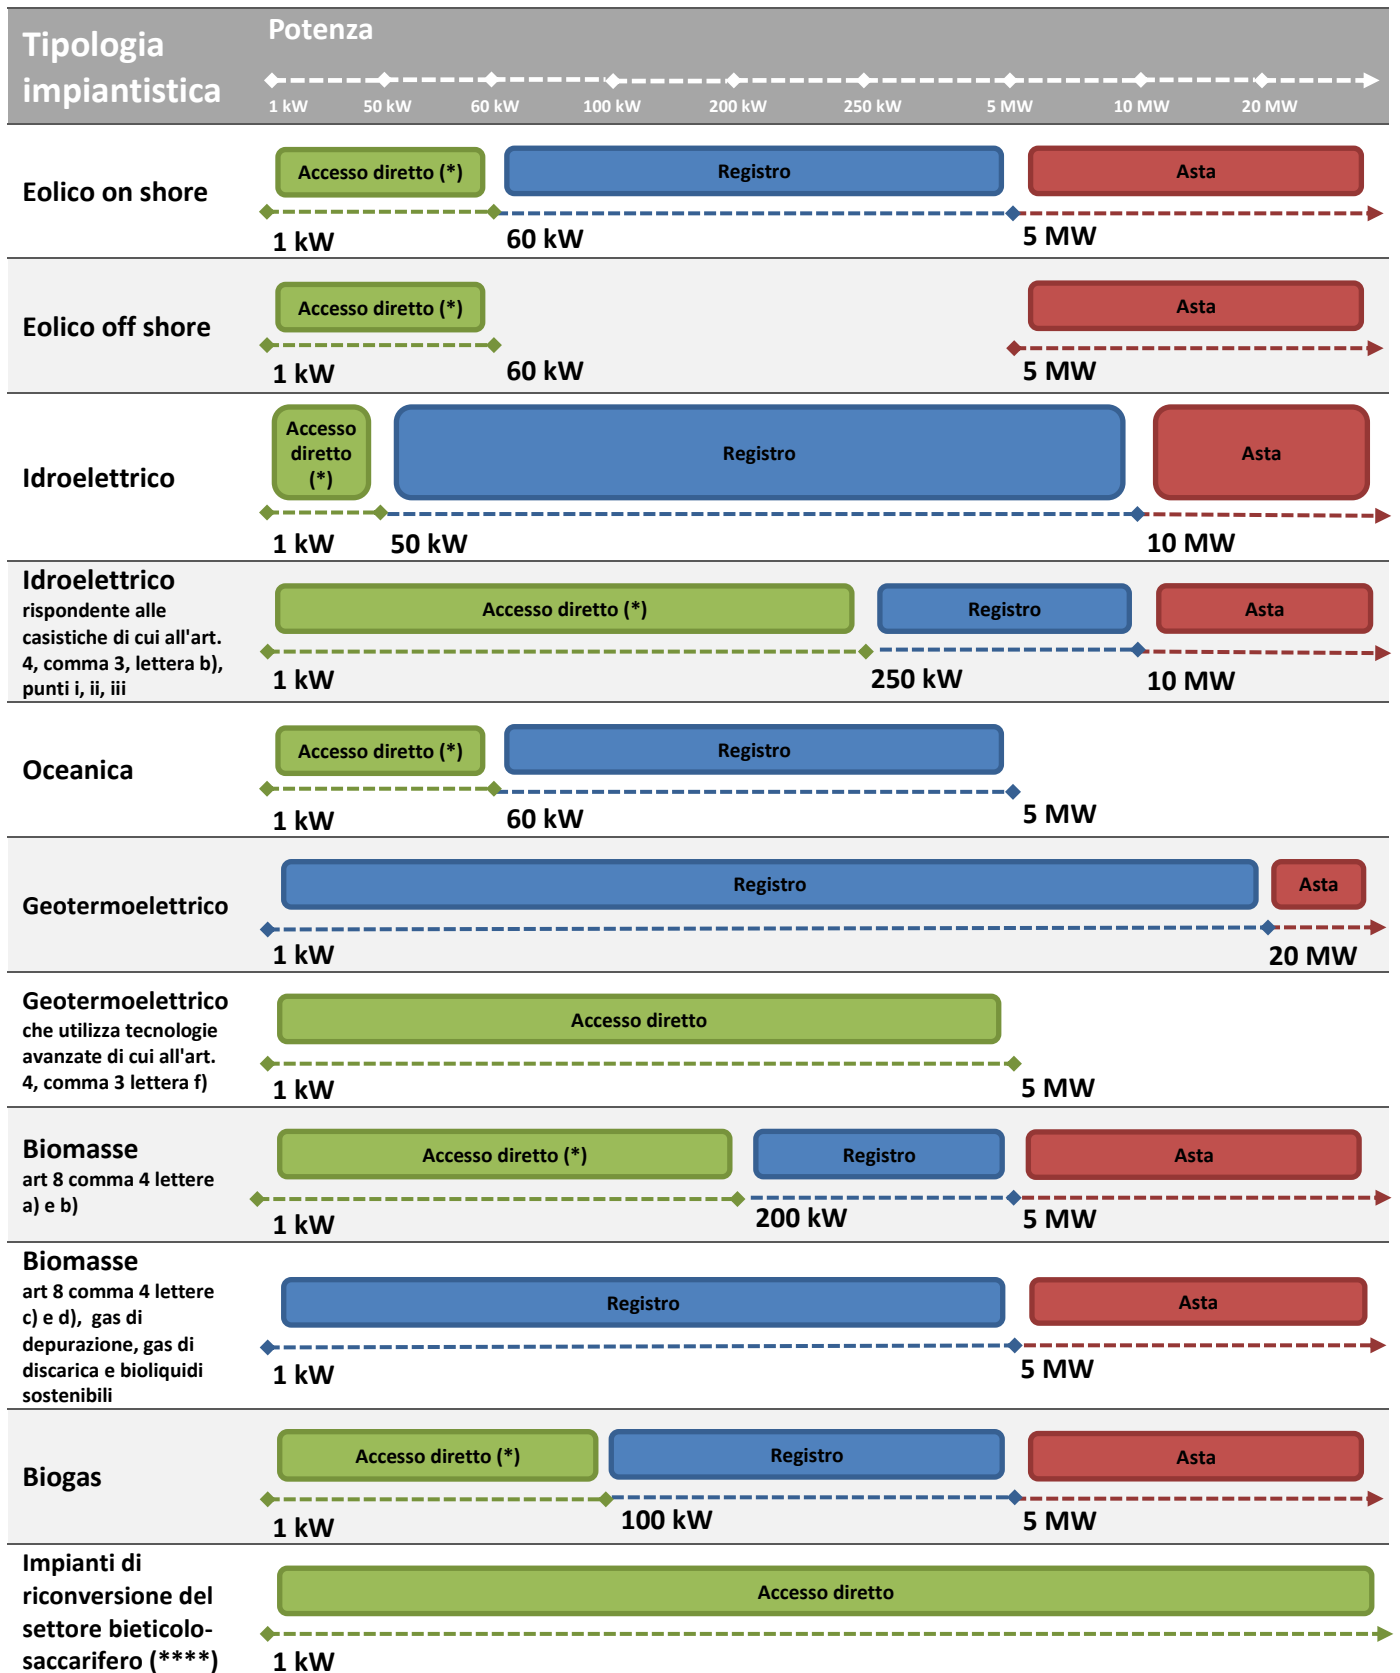 Tipologia
impiantistica
Potenza
1 kW 50 kW 60 kW 100 kW 200 kW 250 kW 5 MW 10 MW 20 MW
Eolico on shore
Accesso diretto (*) Registro Asta
1 kW 60 kW 5 MW
Eolico off shore
Accesso diretto (*) Asta
1 kW 60 kW 5 MW
Idroelettrico
Accesso
diretto
(*)
Registro Asta
1 kW 50 kW 10 MW
Idroelettrico
rispondente alle
casistiche di cui all'art.
4, comma 3, lettera b),
punti i, ii, iii
Accesso diretto (*) Registro Asta
1 kW 250 kW 10 MW
Oceanica
Accesso diretto (*) Registro
1 kW 60 kW 5 MW
Geotermoelettrico
Registro Asta
1 kW 20 MW
Geotermoelettrico
che utilizza tecnologie
avanzate di cui all'art.
4, comma 3 lettera f)
Accesso diretto
1 kW 5 MW
Biomasse
art 8 comma 4 lettere
a) e b)
Accesso diretto (*) Registro Asta
1 kW 200 kW 5 MW
Biomasse
art 8 comma 4 lettere
c) e d), gas di
depurazione, gas di
discarica e bioliquidi
sostenibili
Registro Asta
1 kW 5 MW
Biogas
Accesso diretto (*) Registro Asta
1 kW 100 kW 5 MW
Impianti di
riconversione del
settore bieticolo-
saccarifero (****)
Accesso diretto
1 kW